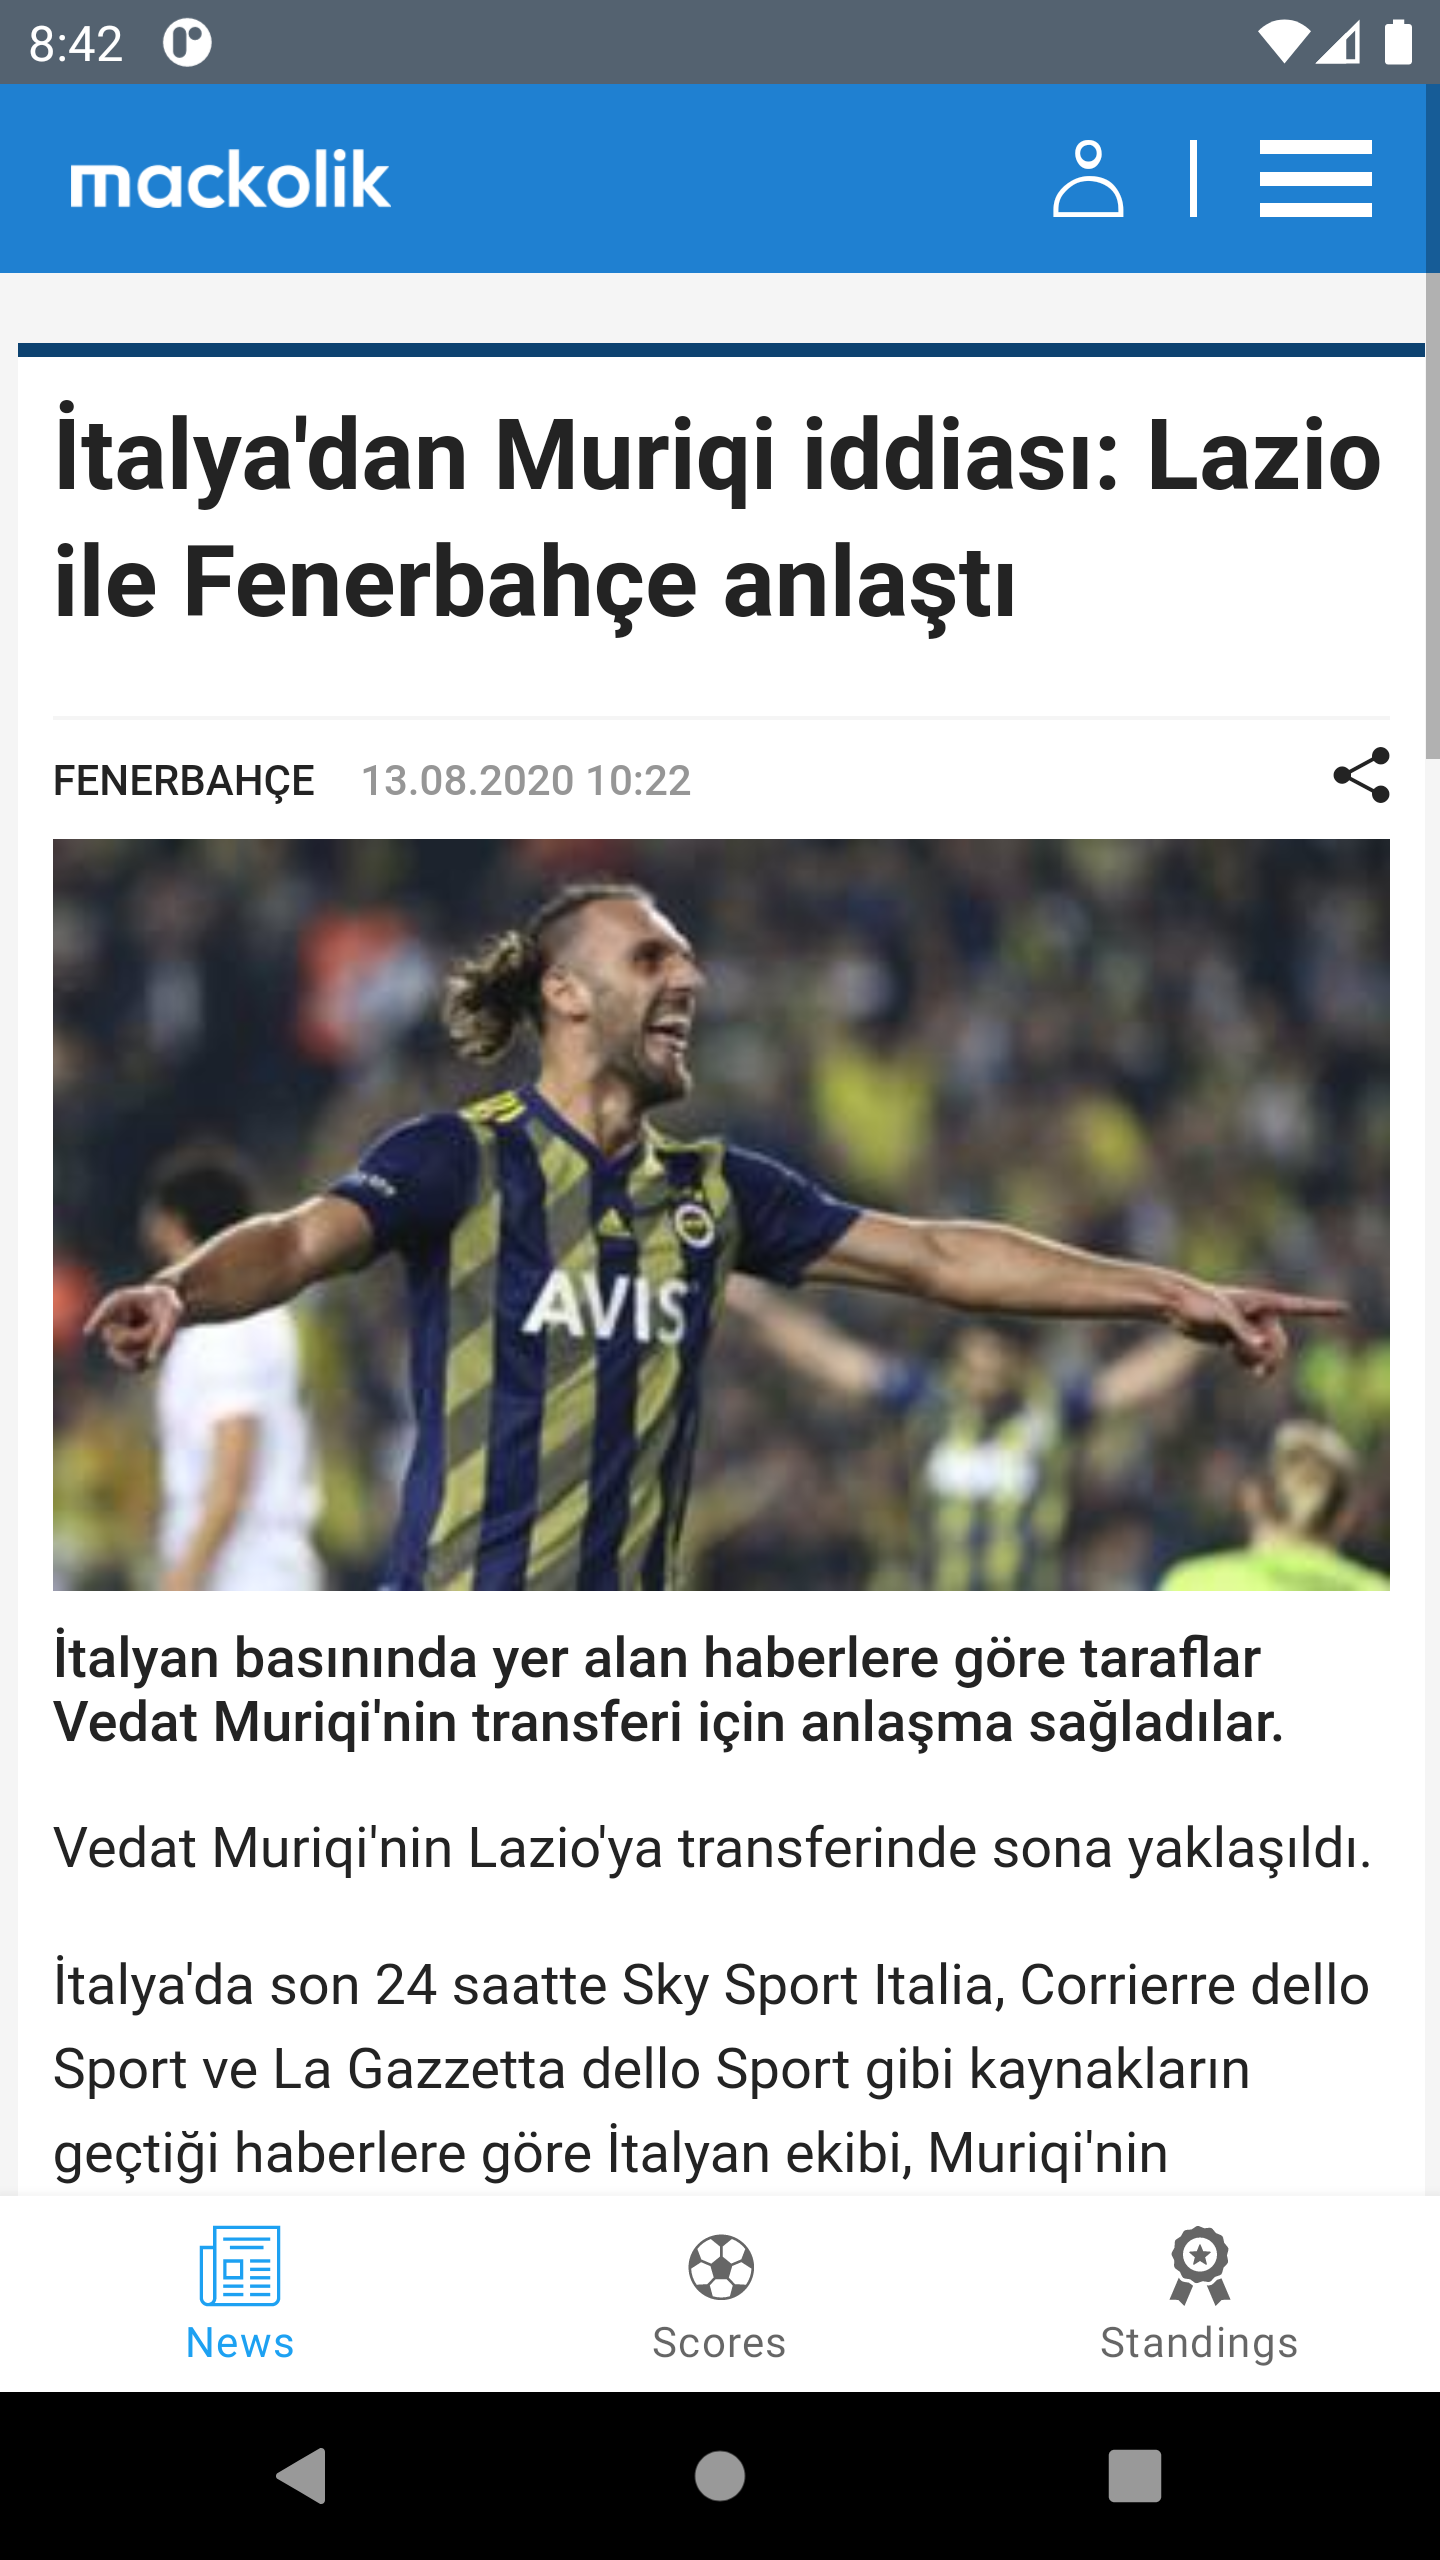 8:42
mackolik
İtalya'dan Muriqi iddiası: Lazio
ile Fenerbahçe anlaştı
FENERBAHÇE 13.08.2020 10:22
AVIS
İtalyan basınında yer alan haberlere göre taraflar
Vedat Muriqi'nin transferi için anlaşma sağladılar.
Vedat Muriqi'nin Lazio'ya transferinde sona yaklaşıldı.
İtalya'da son 24 saatte Sky Sport Italia, Corrierre dello
Sport ve La Gazzetta dello Sport gibi kaynakların
geçtiği haberlere göre İtalyan ekibi, Muriqi'nin
News
Scores
Standings